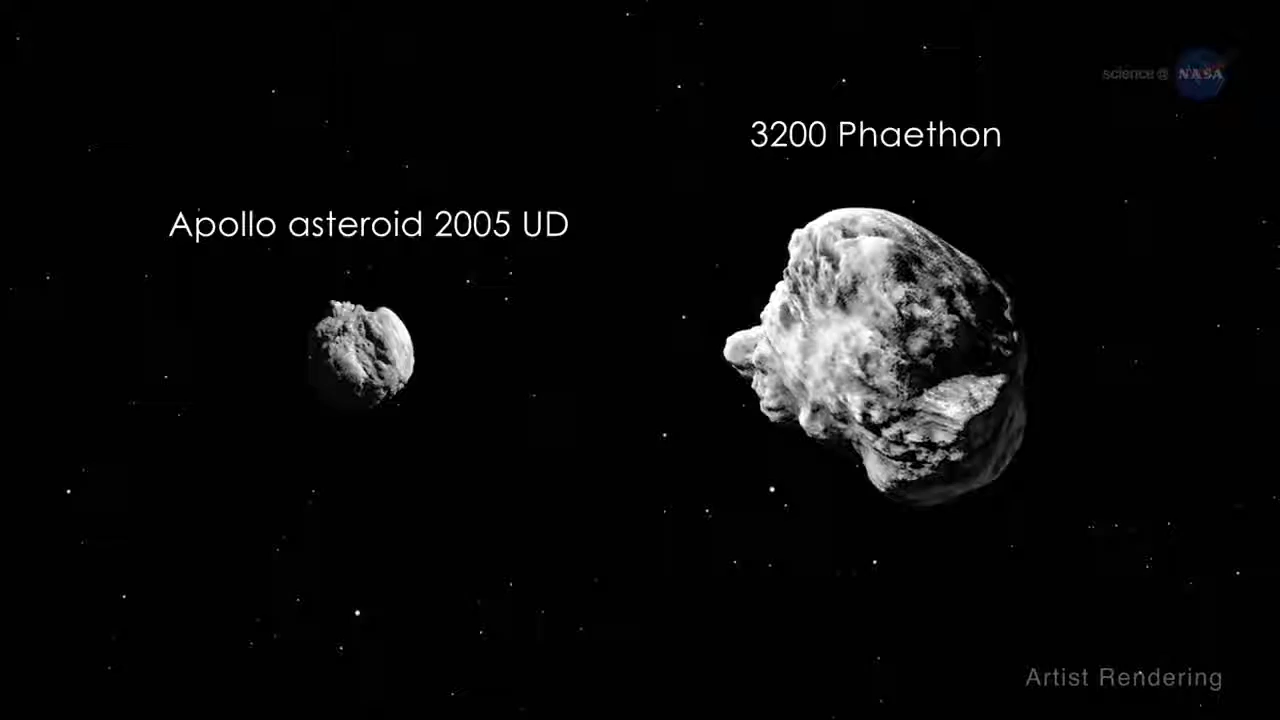 science@ NASA
3200 Phaethon
Apollo asteroid 2005 UD
Artist Rendering